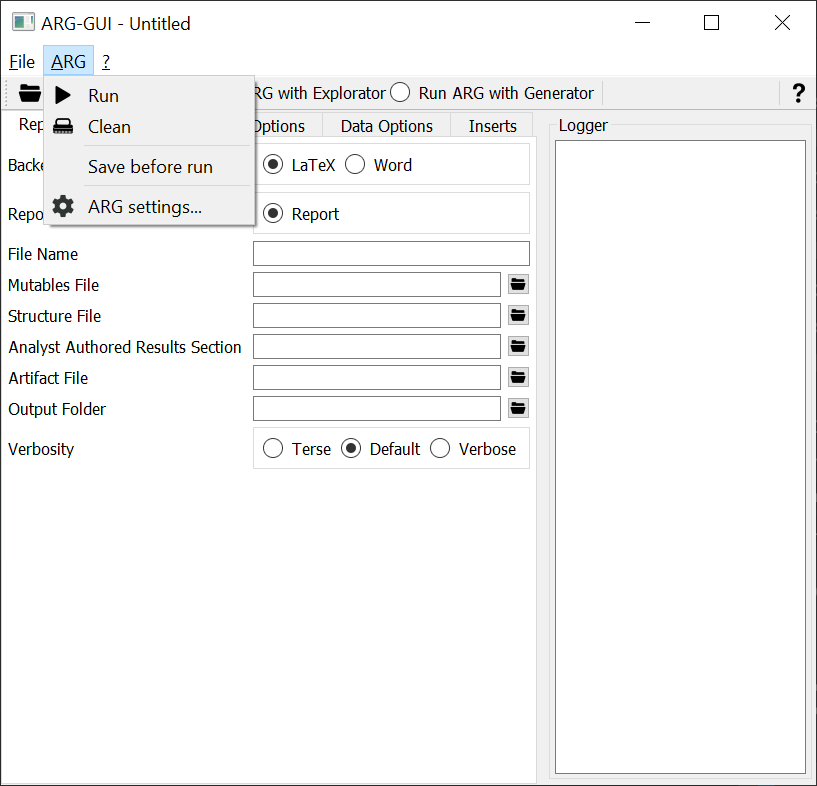 ARG-GUI - Untitled
File ARG ?
Run
Clean
Save before run
ARG settings...
RG with Explorator Run ARG with Generator ?
Rep Options Data Options Inserts
Backe LaTeX Word
Repo Report
File Name
Mutables File
Structure File
Analyst Authored Results Section
Artifact File
Output Folder
Verbosity Terse Default Verbose
Logger